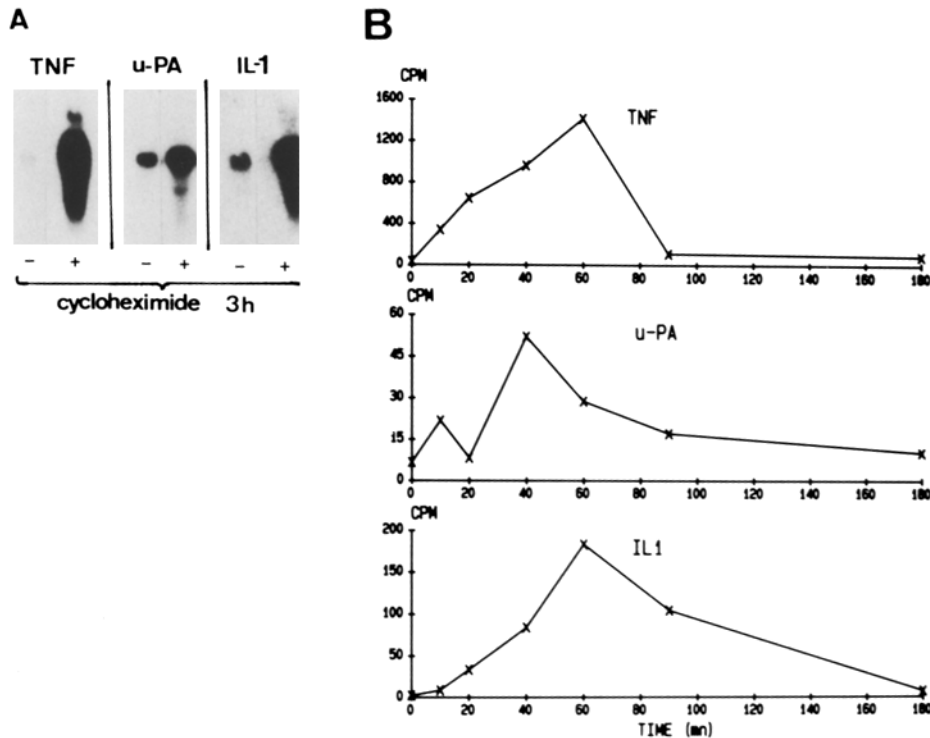 A
TNF u-PA IL-1
- + - + - +
cycloheximide 3h
B
CPM
1600
1200
800
400
0
TNF
0 20 40 60 80 100 120 140 160 180
CPM
60
45
30
15
0
u-PA
0 20 40 60 80 100 120 140 160 180
CPM
200
150
100
50
0
IL1
0 20 40 60 80 100 120 140 160 180
TIME (mn)